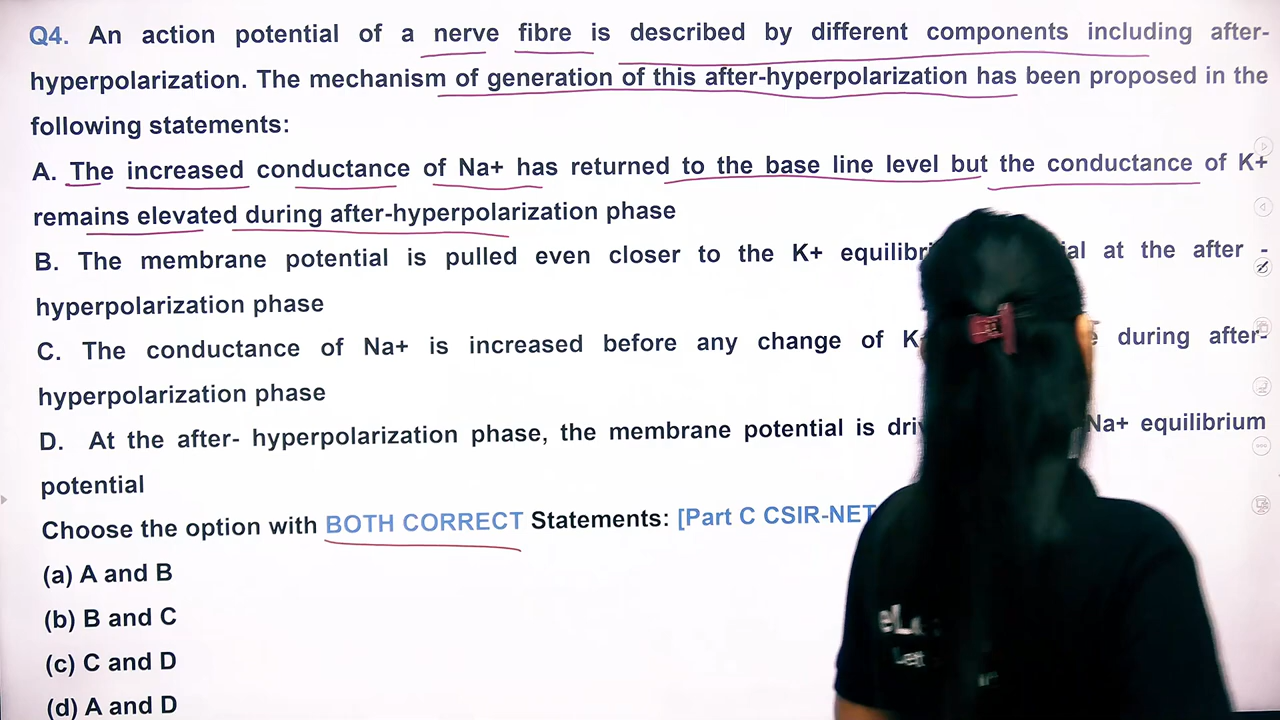 Q4. An action potential of a nerve fibre is described by different components including after-
hyperpolarization. The mechanism of generation of this after-hyperpolarization has been proposed in the
following statements:
A. The increased conductance of Na+ has returned to the base line level but the conductance of K+
remains elevated during after-hyperpolarization phase
B. The membrane potential is pulled even closer to the K+ at the after -
hyperpolarization phase
C. The conductance of Na+ is increased before any change of during after-
hyperpolarization phase
D. At the after- hyperpolarization phase, the membrane potential is Na+ equilibrium
potential
Choose the option with BOTH CORRECT Statements: [Part C CSIR-NET
(a) A and B
(b) B and C
(c) C and D
(d) A and D